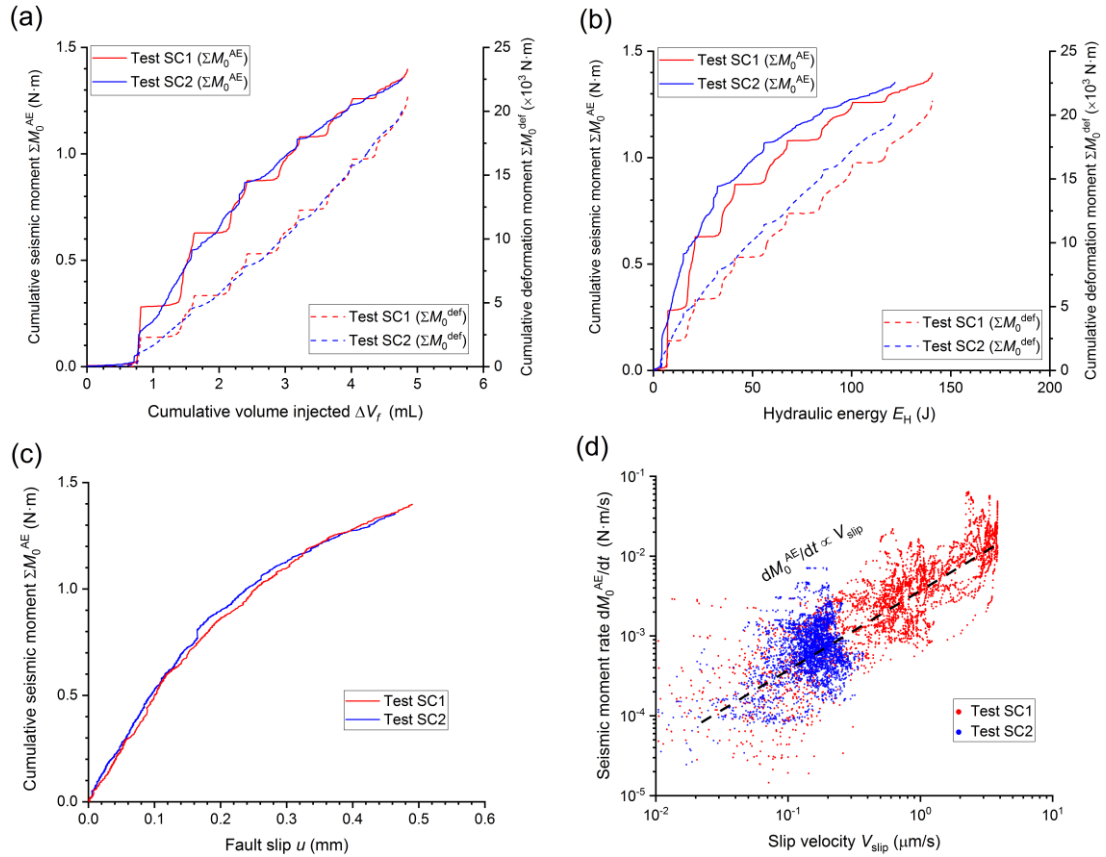 (a)
Test SC1 (ΣM₀ᴬᴱ)
Test SC2 (ΣM₀ᴬᴱ)
Test SC1 (ΣM₀ᵈᵉᶠ)
Test SC2 (ΣM₀ᵈᵉᶠ)
Cumulative seismic moment ΣM₀ᴬᴱ (N·m)
1.5
1.0
0.5
0.0
0 1 2 3 4 5 6
Cumulative volume injected ΔV_f (mL)
25
20
15
10
5
0
Cumulative deformation moment ΣM₀ᵈᵉᶠ (×10³ N·m)
(b)
Test SC1 (ΣM₀ᴬᴱ)
Test SC2 (ΣM₀ᴬᴱ)
Test SC1 (ΣM₀ᵈᵉᶠ)
Test SC2 (ΣM₀ᵈᵉᶠ)
Cumulative seismic moment ΣM₀ᴬᴱ (N·m)
1.5
1.0
0.5
0.0
0 50 100 150 200
Hydraulic energy E_H (J)
25
20
15
10
5
0
Cumulative deformation moment ΣM₀ᵈᵉᶠ (×10³ N·m)
(c)
Cumulative seismic moment ΣM₀ᴬᴱ (N·m)
1.5
1.0
0.5
0.0
Test SC1
Test SC2
0.0 0.1 0.2 0.3 0.4 0.5 0.6
Fault slip u (mm)
(d)
Seismic moment rate dM₀ᴬᴱ/dt (N·m/s)
10⁻¹
10⁻²
10⁻³
10⁻⁴
10⁻⁵
dM₀ᴬᴱ/dt ∝ V_slip
Test SC1
Test SC2
10⁻² 10⁻¹ 10⁰ 10¹
Slip velocity V_slip (μm/s)